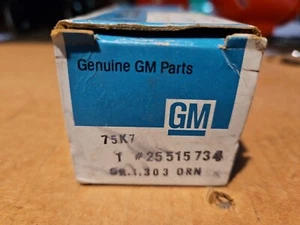 Genuine GM Parts
GM
75K7
1 #25515734
GR.1.303 ORN